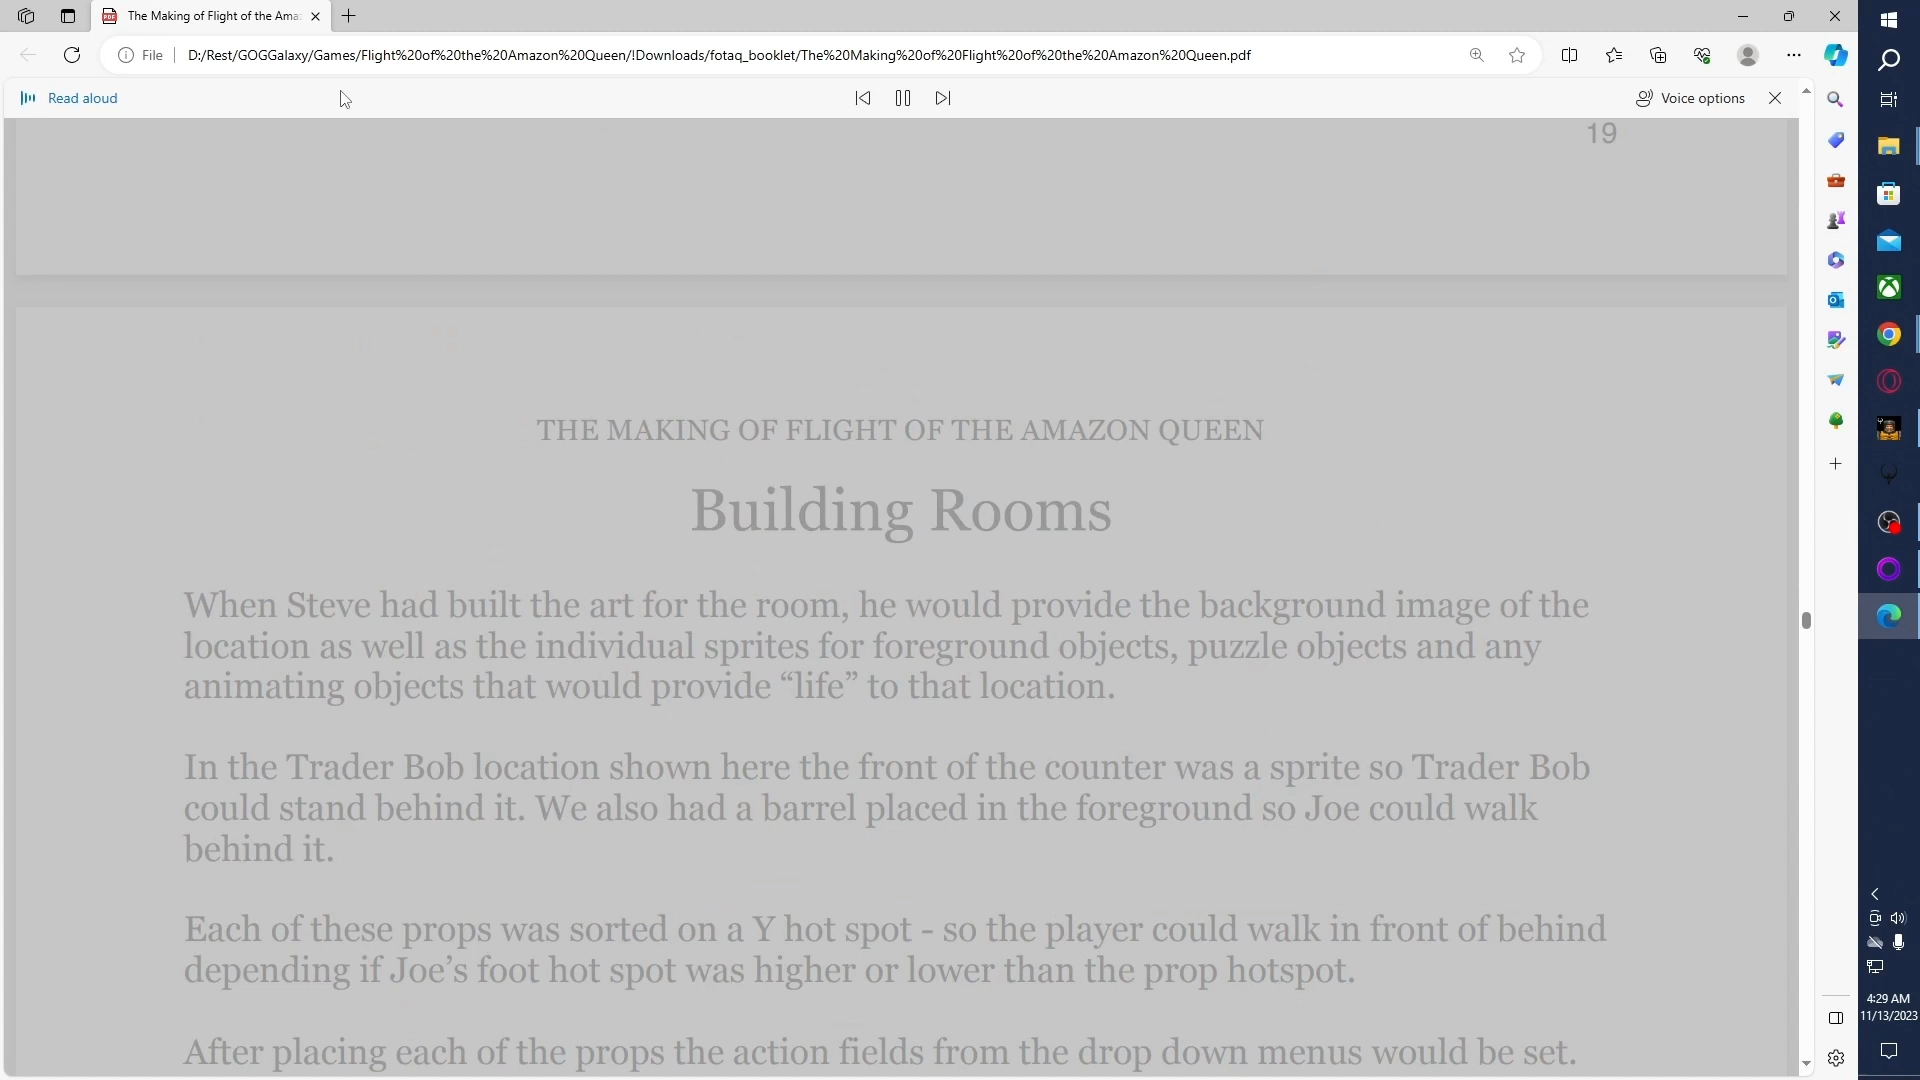 The Making of Flight of the Ama
File
D:/Rest/GOGGalaxy/Games/Flight%20of%20the%20Amazon%20Queen/!Downloads/fotaq_booklet/The%20Making%20of%20Flight%20of%20the%20Amazon%20Queen.pdf
Read aloud
Voice options
19
THE MAKING OF FLIGHT OF THE AMAZON QUEEN
Building Rooms
When Steve had built the art for the room, he would provide the background image of the
location as well as the individual sprites for foreground objects, puzzle objects and any
animating objects that would provide “life” to that location.
In the Trader Bob location shown here the front of the counter was a sprite so Trader Bob
could stand behind it. We also had a barrel placed in the foreground so Joe could walk
behind it.
Each of these props was sorted on a Y hot spot - so the player could walk in front of behind
depending if Joe’s foot hot spot was higher or lower than the prop hotspot.
After placing each of the props the action fields from the drop down menus would be set.
4:29 AM
11/13/2023